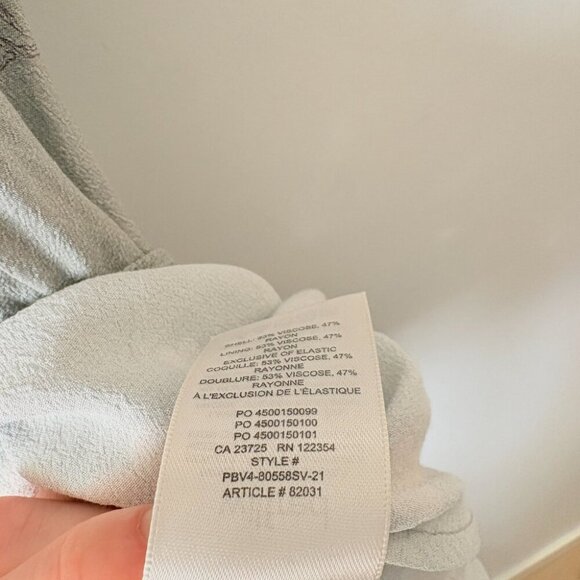 SHELL: 53% VISCOSE, 47%
RAYON
LINING: 53% VISCOSE, 47%
RAYON
EXCLUSIVE OF ELASTIC
COQUILLE: 53% VISCOSE, 47%
RAYONNE
DOUBLURE: 53% VISCOSE, 47%
RAYONNE
À L'EXCLUSION DE L'ÉLASTIQUE
PO 4500150099
PO 4500150100
PO 4500150101
CA 23725 RN 122354
STYLE #
PBV4-80558SV-21
ARTICLE # 82031